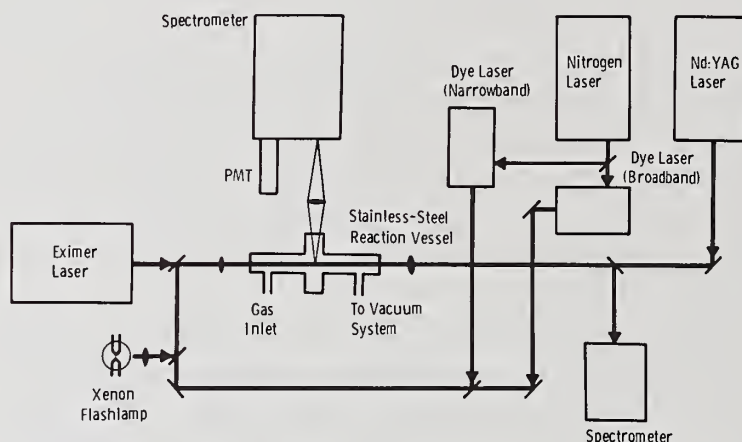 Spectrometer
Nitrogen
Laser
Nd:YAG
Laser
Dye Laser
(Narrowband)
PMT
Dye Laser
(Broadband)
Stainless-Steel
Reaction Vessel
Eximer
Laser
Gas
Inlet
To Vacuum
System
Xenon
Flashlamp
Spectrometer